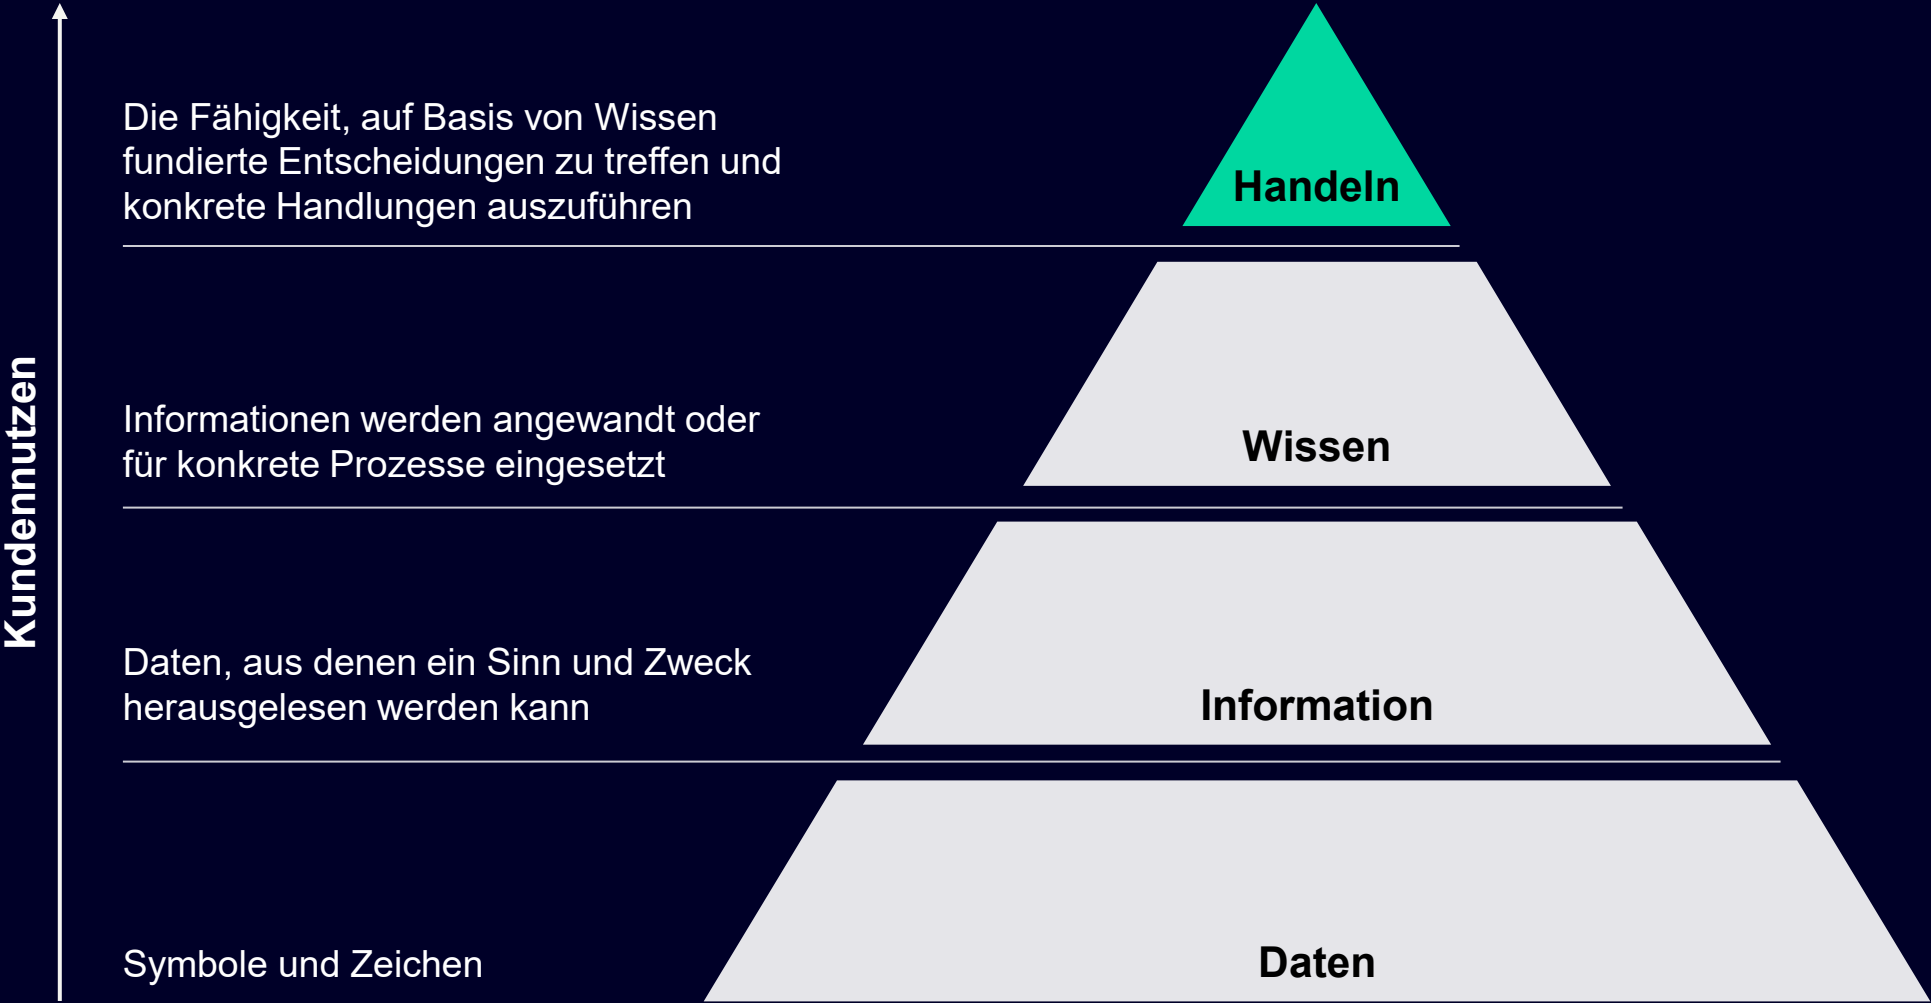 Kundennutzen
Die Fähigkeit, auf Basis von Wissen
fundierte Entscheidungen zu treffen und
konkrete Handlungen auszuführen
Handeln
Informationen werden angewandt oder
für konkrete Prozesse eingesetzt
Wissen
Daten, aus denen ein Sinn und Zweck
herausgelesen werden kann
Information
Symbole und Zeichen
Daten